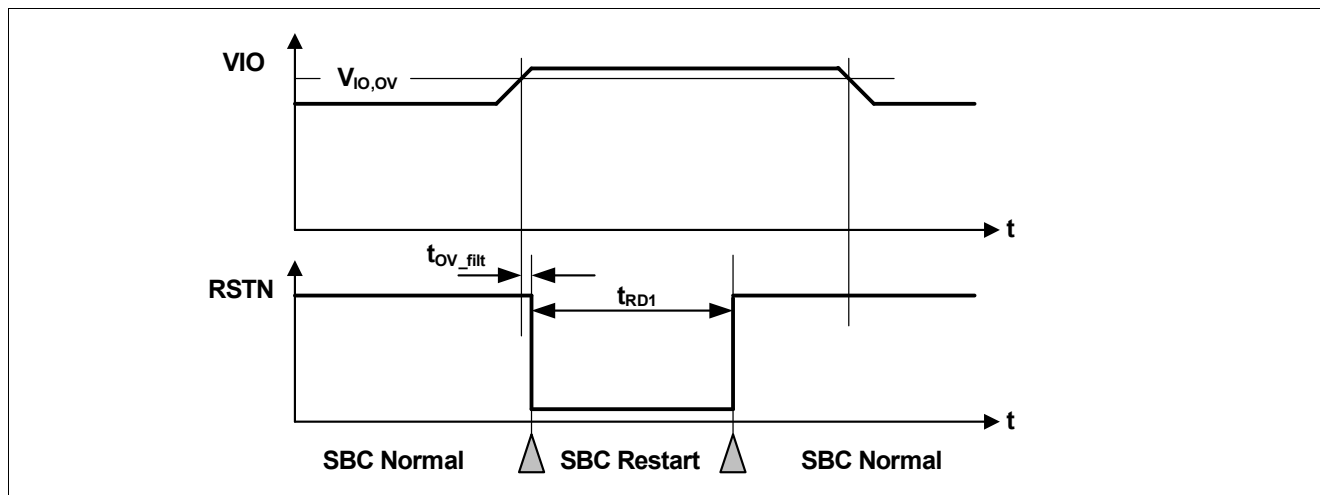 VIO
VIO,OV
t
tOV_filt
RSTN
tRD1
t
SBC Normal
SBC Restart
SBC Normal